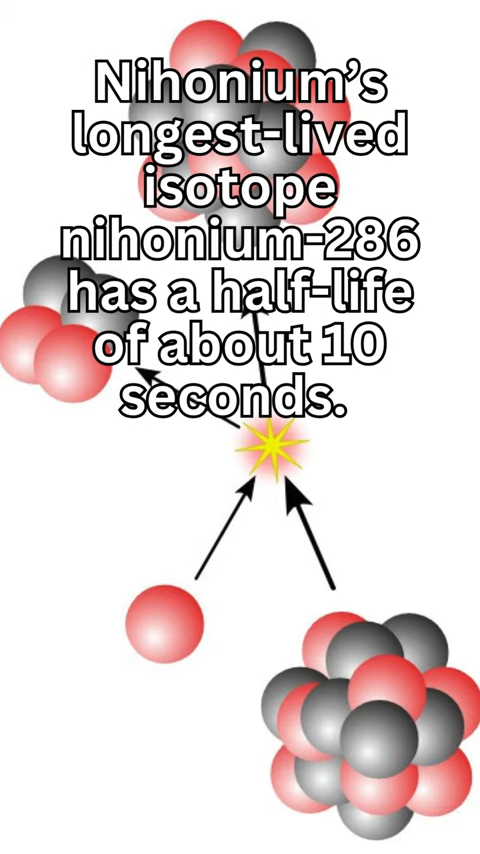 Nihonium’s
longest-lived
isotope
nihonium-286
has a half-life
of about 10
seconds.